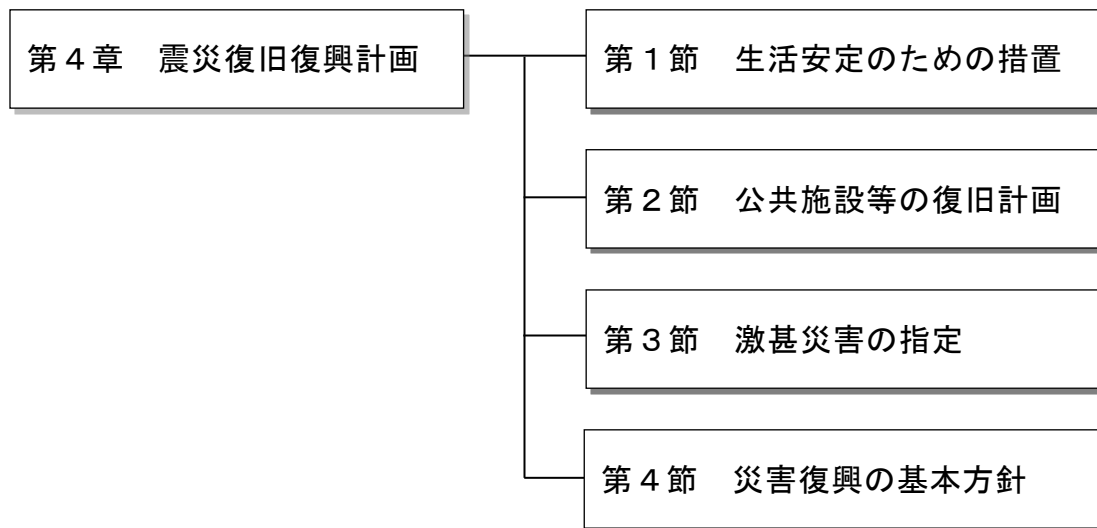 第４章　震災復旧復興計画
第１節　生活安定のための措置
第２節　公共施設等の復旧計画
第３節　激甚災害の指定
第４節　災害復興の基本方針